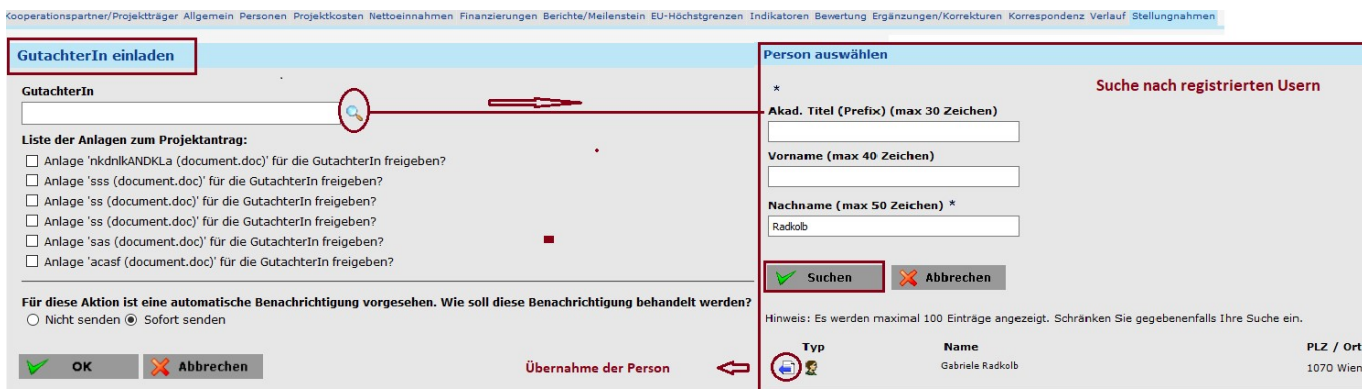 Kooperationspartner/Projektträger Allgemein Personen Projektkosten Nettoeinnahmen Finanzierungen Berichte/Meilenstein EU-Höchstgrenzen Indikatoren Bewertung Ergänzungen/Korrekturen Korrespondenz Verlauf Stellungnahmen
GutachterIn einladen
GutachterIn
Liste der Anlagen zum Projektantrag:
Anlage 'nkdnlkANDKLa (document.doc)' für die GutachterIn freigeben?
Anlage 'sss (document.doc)' für die GutachterIn freigeben?
Anlage 'ss (document.doc)' für die GutachterIn freigeben?
Anlage 'ss (document.doc)' für die GutachterIn freigeben?
Anlage 'sas (document.doc)' für die GutachterIn freigeben?
Anlage 'acasf (document.doc)' für die GutachterIn freigeben?
Für diese Aktion ist eine automatische Benachrichtigung vorgesehen. Wie soll diese Benachrichtigung behandelt werden?
Nicht senden Sofort senden
OK Abbrechen
Übernahme der Person
Person auswählen
*
Suche nach registrierten Usern
Akad. Titel (Prefix) (max 30 Zeichen)
Vorname (max 40 Zeichen)
Nachname (max 50 Zeichen) *
Radkolb
Suchen Abbrechen
Hinweis: Es werden maximal 100 Einträge angezeigt. Schränken Sie gegebenenfalls Ihre Suche ein.
Typ Name PLZ / Ort
Gabriele Radkolb 1070 Wien